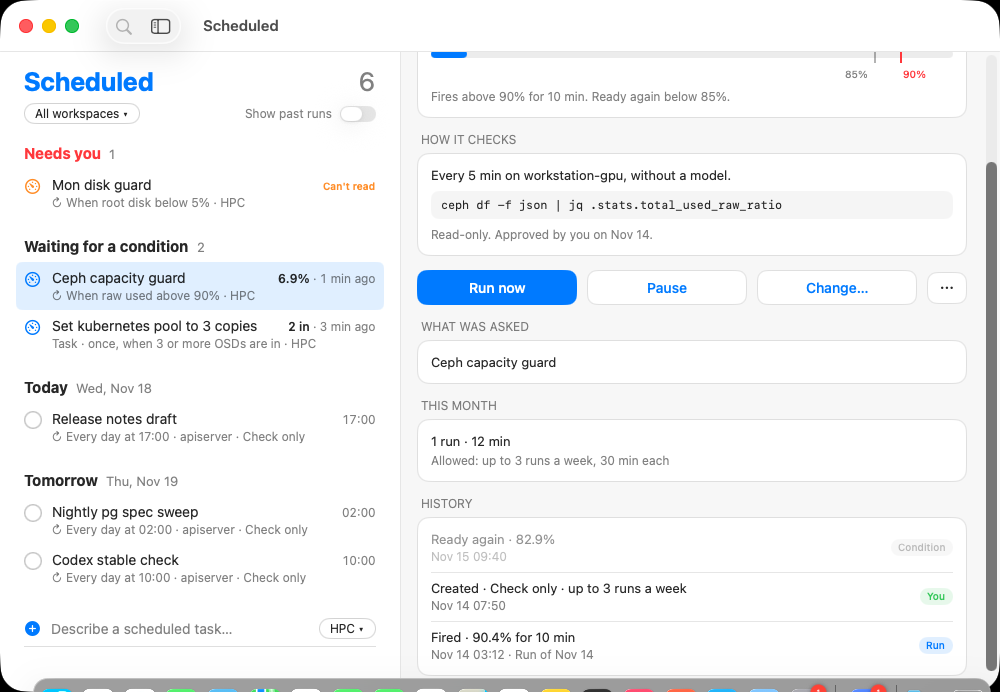 Scheduled
Scheduled
6
All workspaces
Show past runs
Needs you 1
Mon disk guard
Can't read
When root disk below 5% · HPC
Waiting for a condition 2
Ceph capacity guard
6.9% · 1 min ago
When raw used above 90% · HPC
Set kubernetes pool to 3 copies
2 in · 3 min ago
Task · once, when 3 or more OSDs are in · HPC
Today Wed, Nov 18
Release notes draft
17:00
Every day at 17:00 · apiserver · Check only
Tomorrow Thu, Nov 19
Nightly pg spec sweep
02:00
Every day at 02:00 · apiserver · Check only
Codex stable check
10:00
Every day at 10:00 · apiserver · Check only
Describe a scheduled task...
HPC
85%
90%
Fires above 90% for 10 min. Ready again below 85%.
HOW IT CHECKS
Every 5 min on workstation-gpu, without a model.
ceph df -f json | jq .stats.total_used_raw_ratio
Read-only. Approved by you on Nov 14.
Run now
Pause
Change...
WHAT WAS ASKED
Ceph capacity guard
THIS MONTH
1 run · 12 min
Allowed: up to 3 runs a week, 30 min each
HISTORY
Ready again · 82.9%
Nov 15 09:40
Condition
Created · Check only · up to 3 runs a week
Nov 14 07:50
You
Fired · 90.4% for 10 min
Nov 14 03:12 · Run of Nov 14
Run